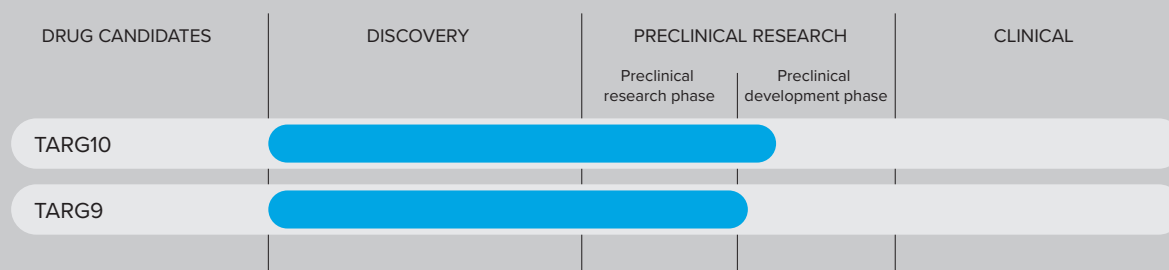 DRUG CANDIDATES
DISCOVERY
PRECLINICAL RESEARCH
CLINICAL
Preclinical
research phase
Preclinical
development phase
TARG10
TARG9